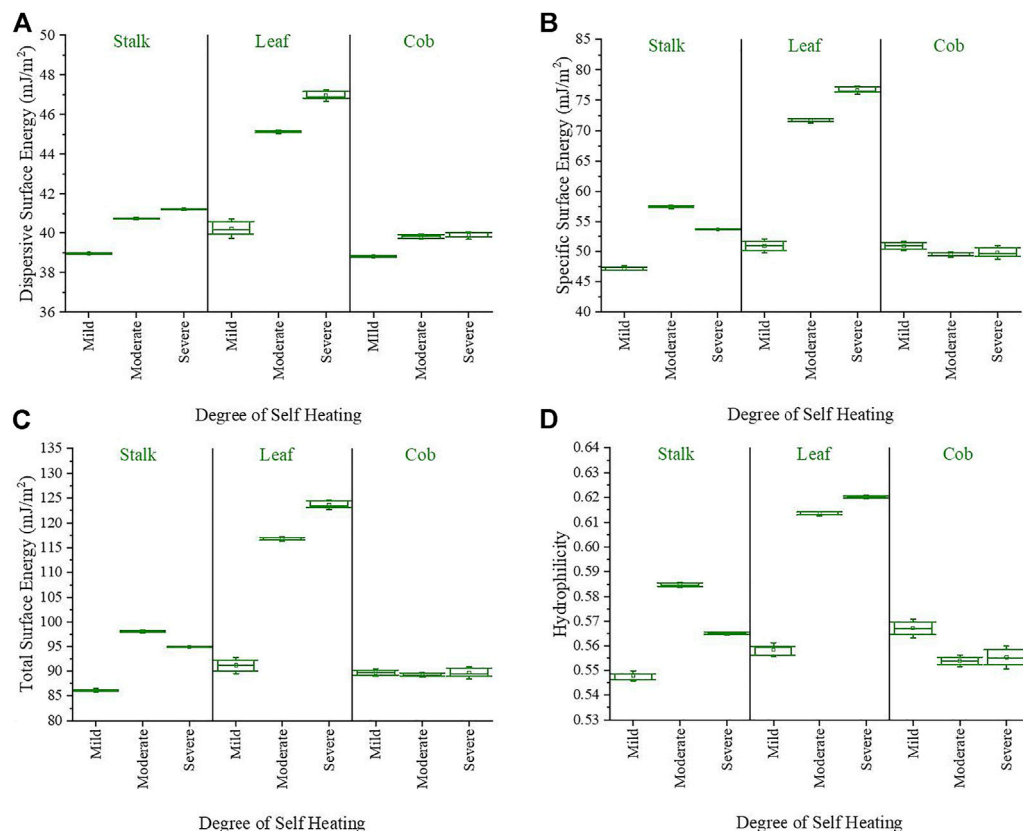 A
Dispersive Surface Energy (mJ/m²)
50
48
46
44
42
40
38
36
Stalk Leaf Cob
Mild Moderate Severe Mild Moderate Severe MIld Moderate Severe
Degree of Self Heating
B
Specific Surface Energy (mJ/m²)
85
80
75
70
65
60
55
50
45
40
Stalk Leaf Cob
Mild Moderate Severe Mild Moderate Severe Mild Moderate Severe
Degree of Self Heating
C
Total Surface Energy (mJ/m²)
135
130
125
120
115
110
105
100
95
90
85
80
Stalk Leaf Cob
Mild Moderate Severe Mild Moderate Severe Mild Moderate Severe
Degree of Self Heating
D
Hydrophilicity
0.64
0.63
0.62
0.61
0.60
0.59
0.58
0.57
0.56
0.55
0.54
0.53
Stalk Leaf Cob
Mild Moderate Severe Mild Moderate Severe Mild Moderate Severe
Degree of Self Heating